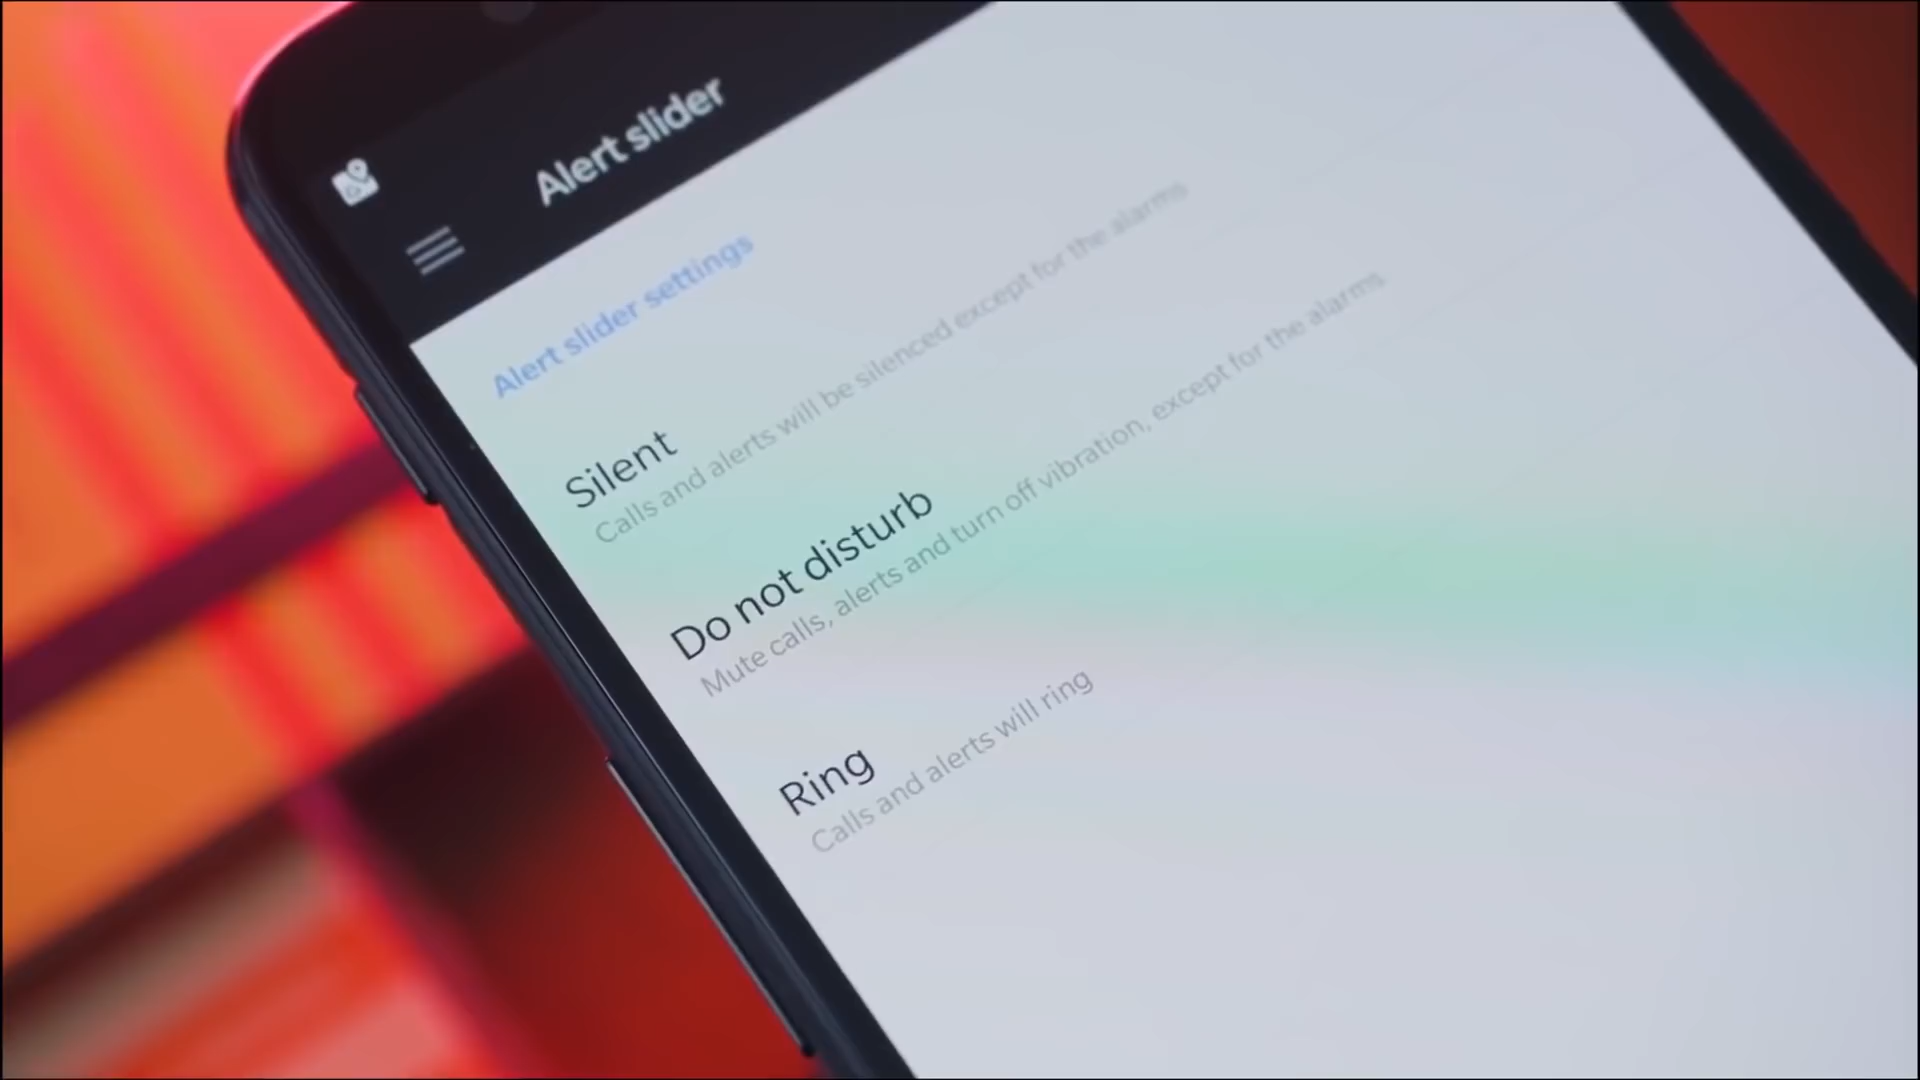 Alert slider
Alert slider settings
Silent
Calls and alerts will be silenced except for the alarms
Do not disturb
Mute calls, alerts and turn off vibration, except for the alarms
Ring
Calls and alerts will ring